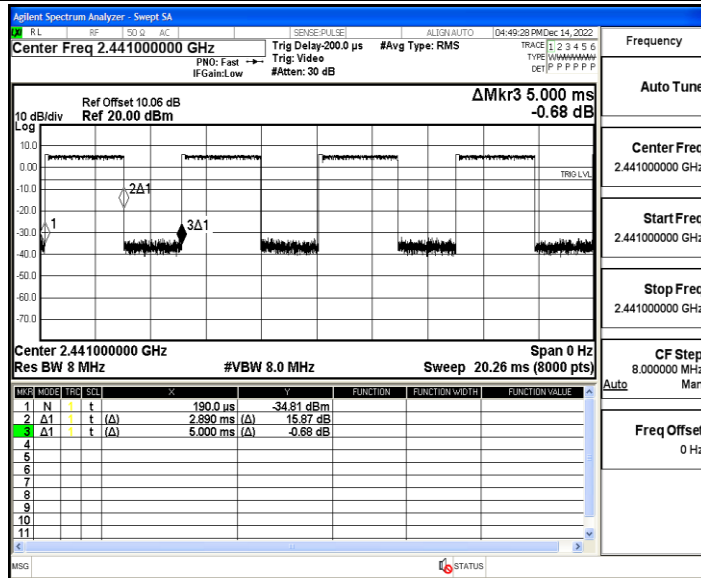 Agilent Spectrum Analyzer - Swept SA
RL RF 50 Ω AC SENSE:PULSE ALIGN AUTO 04:49:28 PM Dec 14, 2022
Center Freq 2.441000000 GHz
PNO: Fast
IFGain:Low
Trig Delay-200.0 µs
Trig: Video
#Atten: 30 dB
#Avg Type: RMS
TRACE 1 2 3 4 5 6
TYPE WWWWWW
DET P P P P P P
Ref Offset 10.06 dB
10 dB/div Ref 20.00 dBm
Log
ΔMkr3 5.000 ms
-0.68 dB
10.0
0.00
-10.0
-20.0
-30.0
-40.0
-50.0
-60.0
-70.0
TRIG LVL
1
2Δ1
3Δ1
Center 2.441000000 GHz Span 0 Hz
Res BW 8 MHz #VBW 8.0 MHz Sweep 20.26 ms (8000 pts)
MKR MODE TRC SCL X Y FUNCTION FUNCTION WIDTH FUNCTION VALUE
1 N 1 t 190.0 µs -34.81 dBm
2 Δ1 1 t (Δ) 2.890 ms (Δ) 15.87 dB
3 Δ1 1 t (Δ) 5.000 ms (Δ) -0.68 dB
4
5
6
7
8
9
10
11
MSG STATUS
Frequency
Auto Tune
Center Freq
2.441000000 GHz
Start Freq
2.441000000 GHz
Stop Freq
2.441000000 GHz
CF Step
8.000000 MHz
Auto Man
Freq Offset
0 Hz